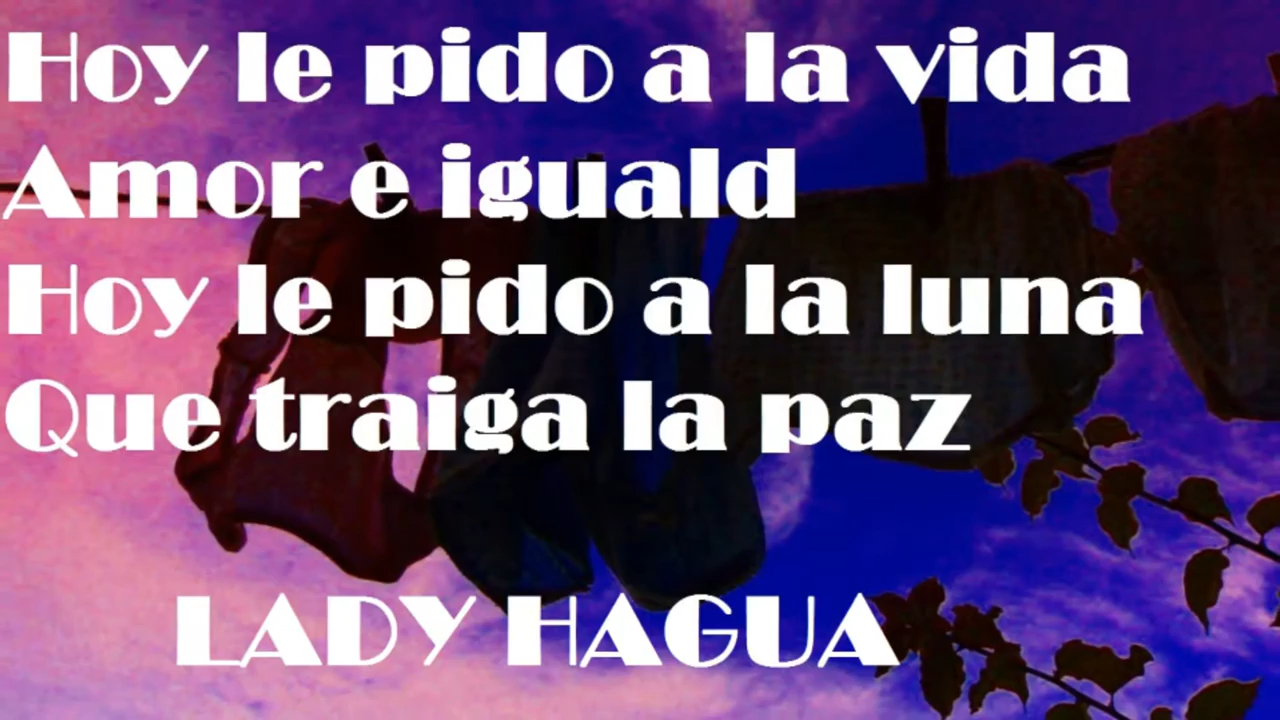 Hoy le pido a la vida
Amor e iguald
Hoy le pido a la luna
Que traiga la paz
LADY HAGUA